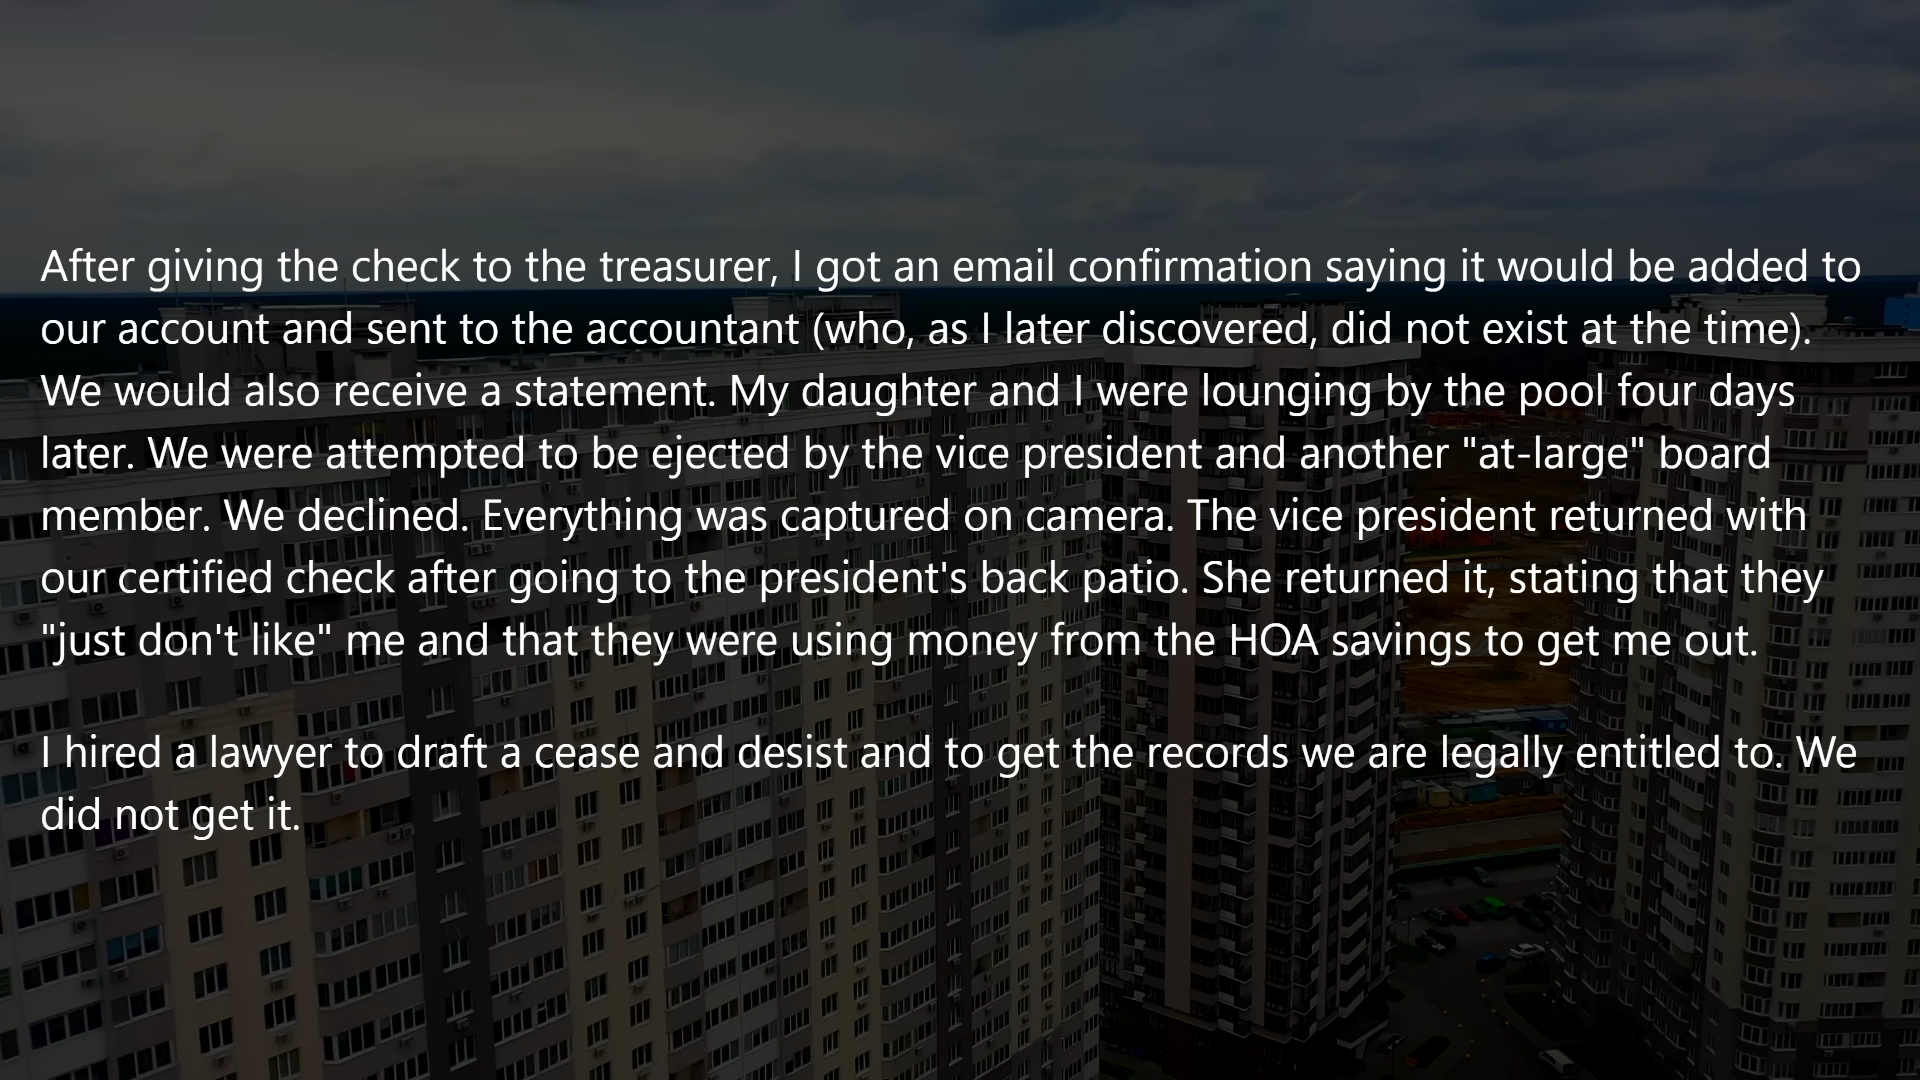 After giving the check to the treasurer, I got an email confirmation saying it would be added to
our account and sent to the accountant (who, as I later discovered, did not exist at the time).
We would also receive a statement. My daughter and I were lounging by the pool four days
later. We were attempted to be ejected by the vice president and another "at-large" board
member. We declined. Everything was captured on camera. The vice president returned with
our certified check after going to the president's back patio. She returned it, stating that they
"just don't like" me and that they were using money from the HOA savings to get me out.
I hired a lawyer to draft a cease and desist and to get the records we are legally entitled to. We
did not get it.